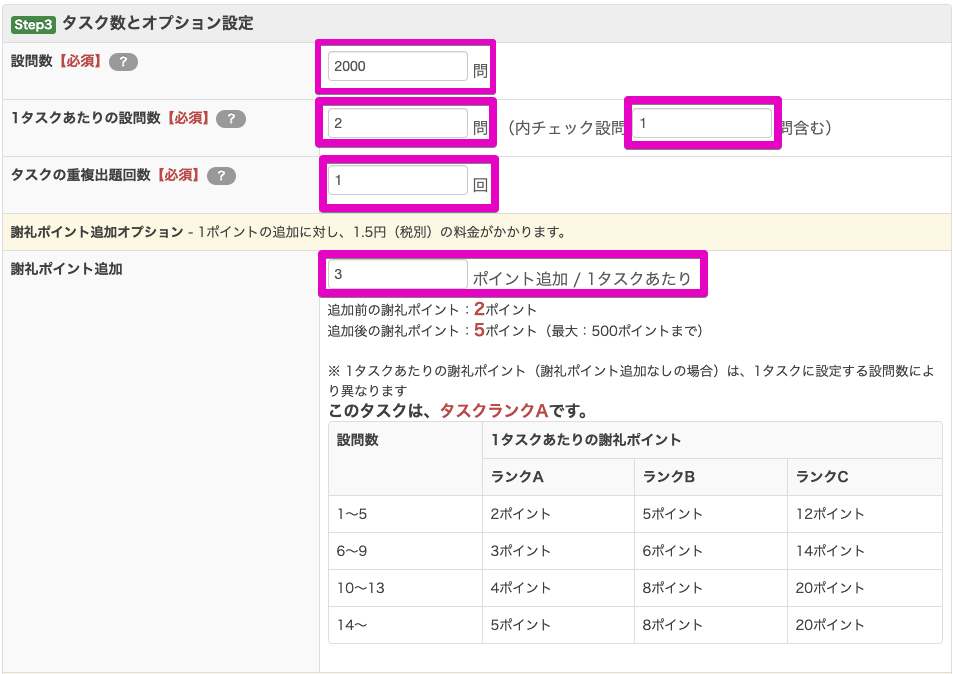 Step3 タスク数とオプション設定
設問数【必須】 ?
2000 問
1タスクあたりの設問数【必須】 ?
2 問 （内チェック設問 1 問含む）
タスクの重複出題回数【必須】 ?
1 回
謝礼ポイント追加オプション - 1ポイントの追加に対し、1.5円（税別）の料金がかかります。
謝礼ポイント追加
3 ポイント追加 / 1タスクあたり
追加前の謝礼ポイント：2ポイント
追加後の謝礼ポイント：5ポイント（最大：500ポイントまで）
※ 1タスクあたりの謝礼ポイント（謝礼ポイント追加なしの場合）は、1タスクに設定する設問数によ
り異なります
このタスクは、タスクランクAです。
設問数 1タスクあたりの謝礼ポイント
ランクA ランクB ランクC
1〜5 2ポイント 5ポイント 12ポイント
6〜9 3ポイント 6ポイント 14ポイント
10〜13 4ポイント 8ポイント 20ポイント
14〜 5ポイント 8ポイント 20ポイント